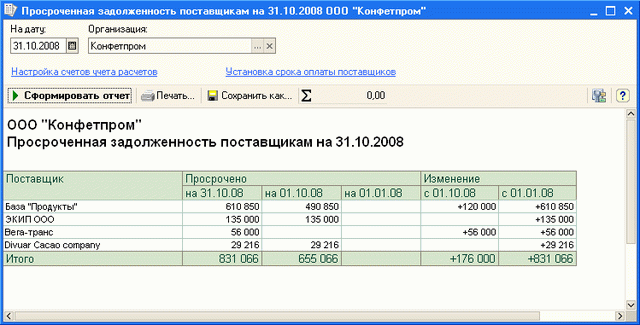 Просроченная задолженность поставщикам на 31.10.2008 ООО "Конфетпром"
На дату: Организация:
31.10.2008 Конфетпром ... ×
Настройка счетов учета расчетов Установка срока оплаты поставщиков
Сформировать отчет Печать... Сохранить как... Σ 0,00 ?
ООО "Конфетпром"
Просроченная задолженность поставщикам на 31.10.2008
Поставщик Просрочено Изменение
на 31.10.08 на 01.10.08 на 01.01.08 с 01.10.08 с 01.01.08
База "Продукты" 610 850 490 850 +120 000 +610 850
ЭКИП ООО 135 000 135 000 +135 000
Вега-транс 56 000 +56 000 +56 000
Divuar Cacao company 29 216 29 216 +29 216
Итого 831 066 655 066 +176 000 +831 066